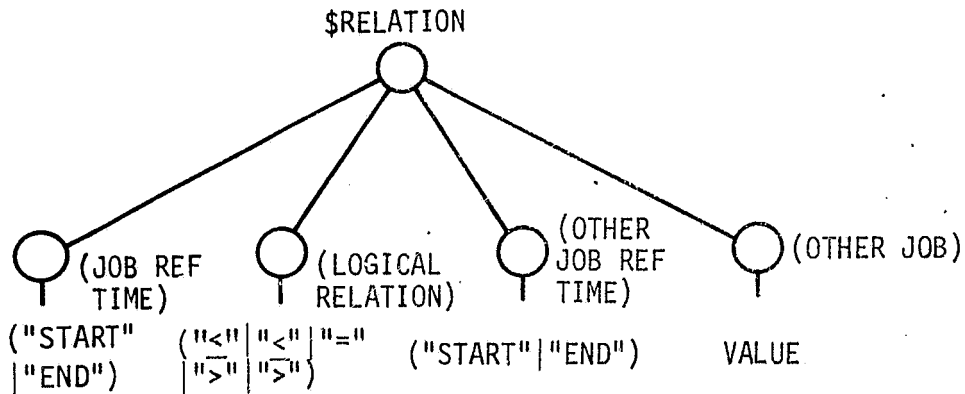 $RELATION
(JOB REF (LOGICAL (OTHER (OTHER JOB)
TIME) RELATION) JOB REF
TIME)
("START" ("≤"|"<"|"=" ("START"|"END") VALUE
|"END") |">"|"≥")